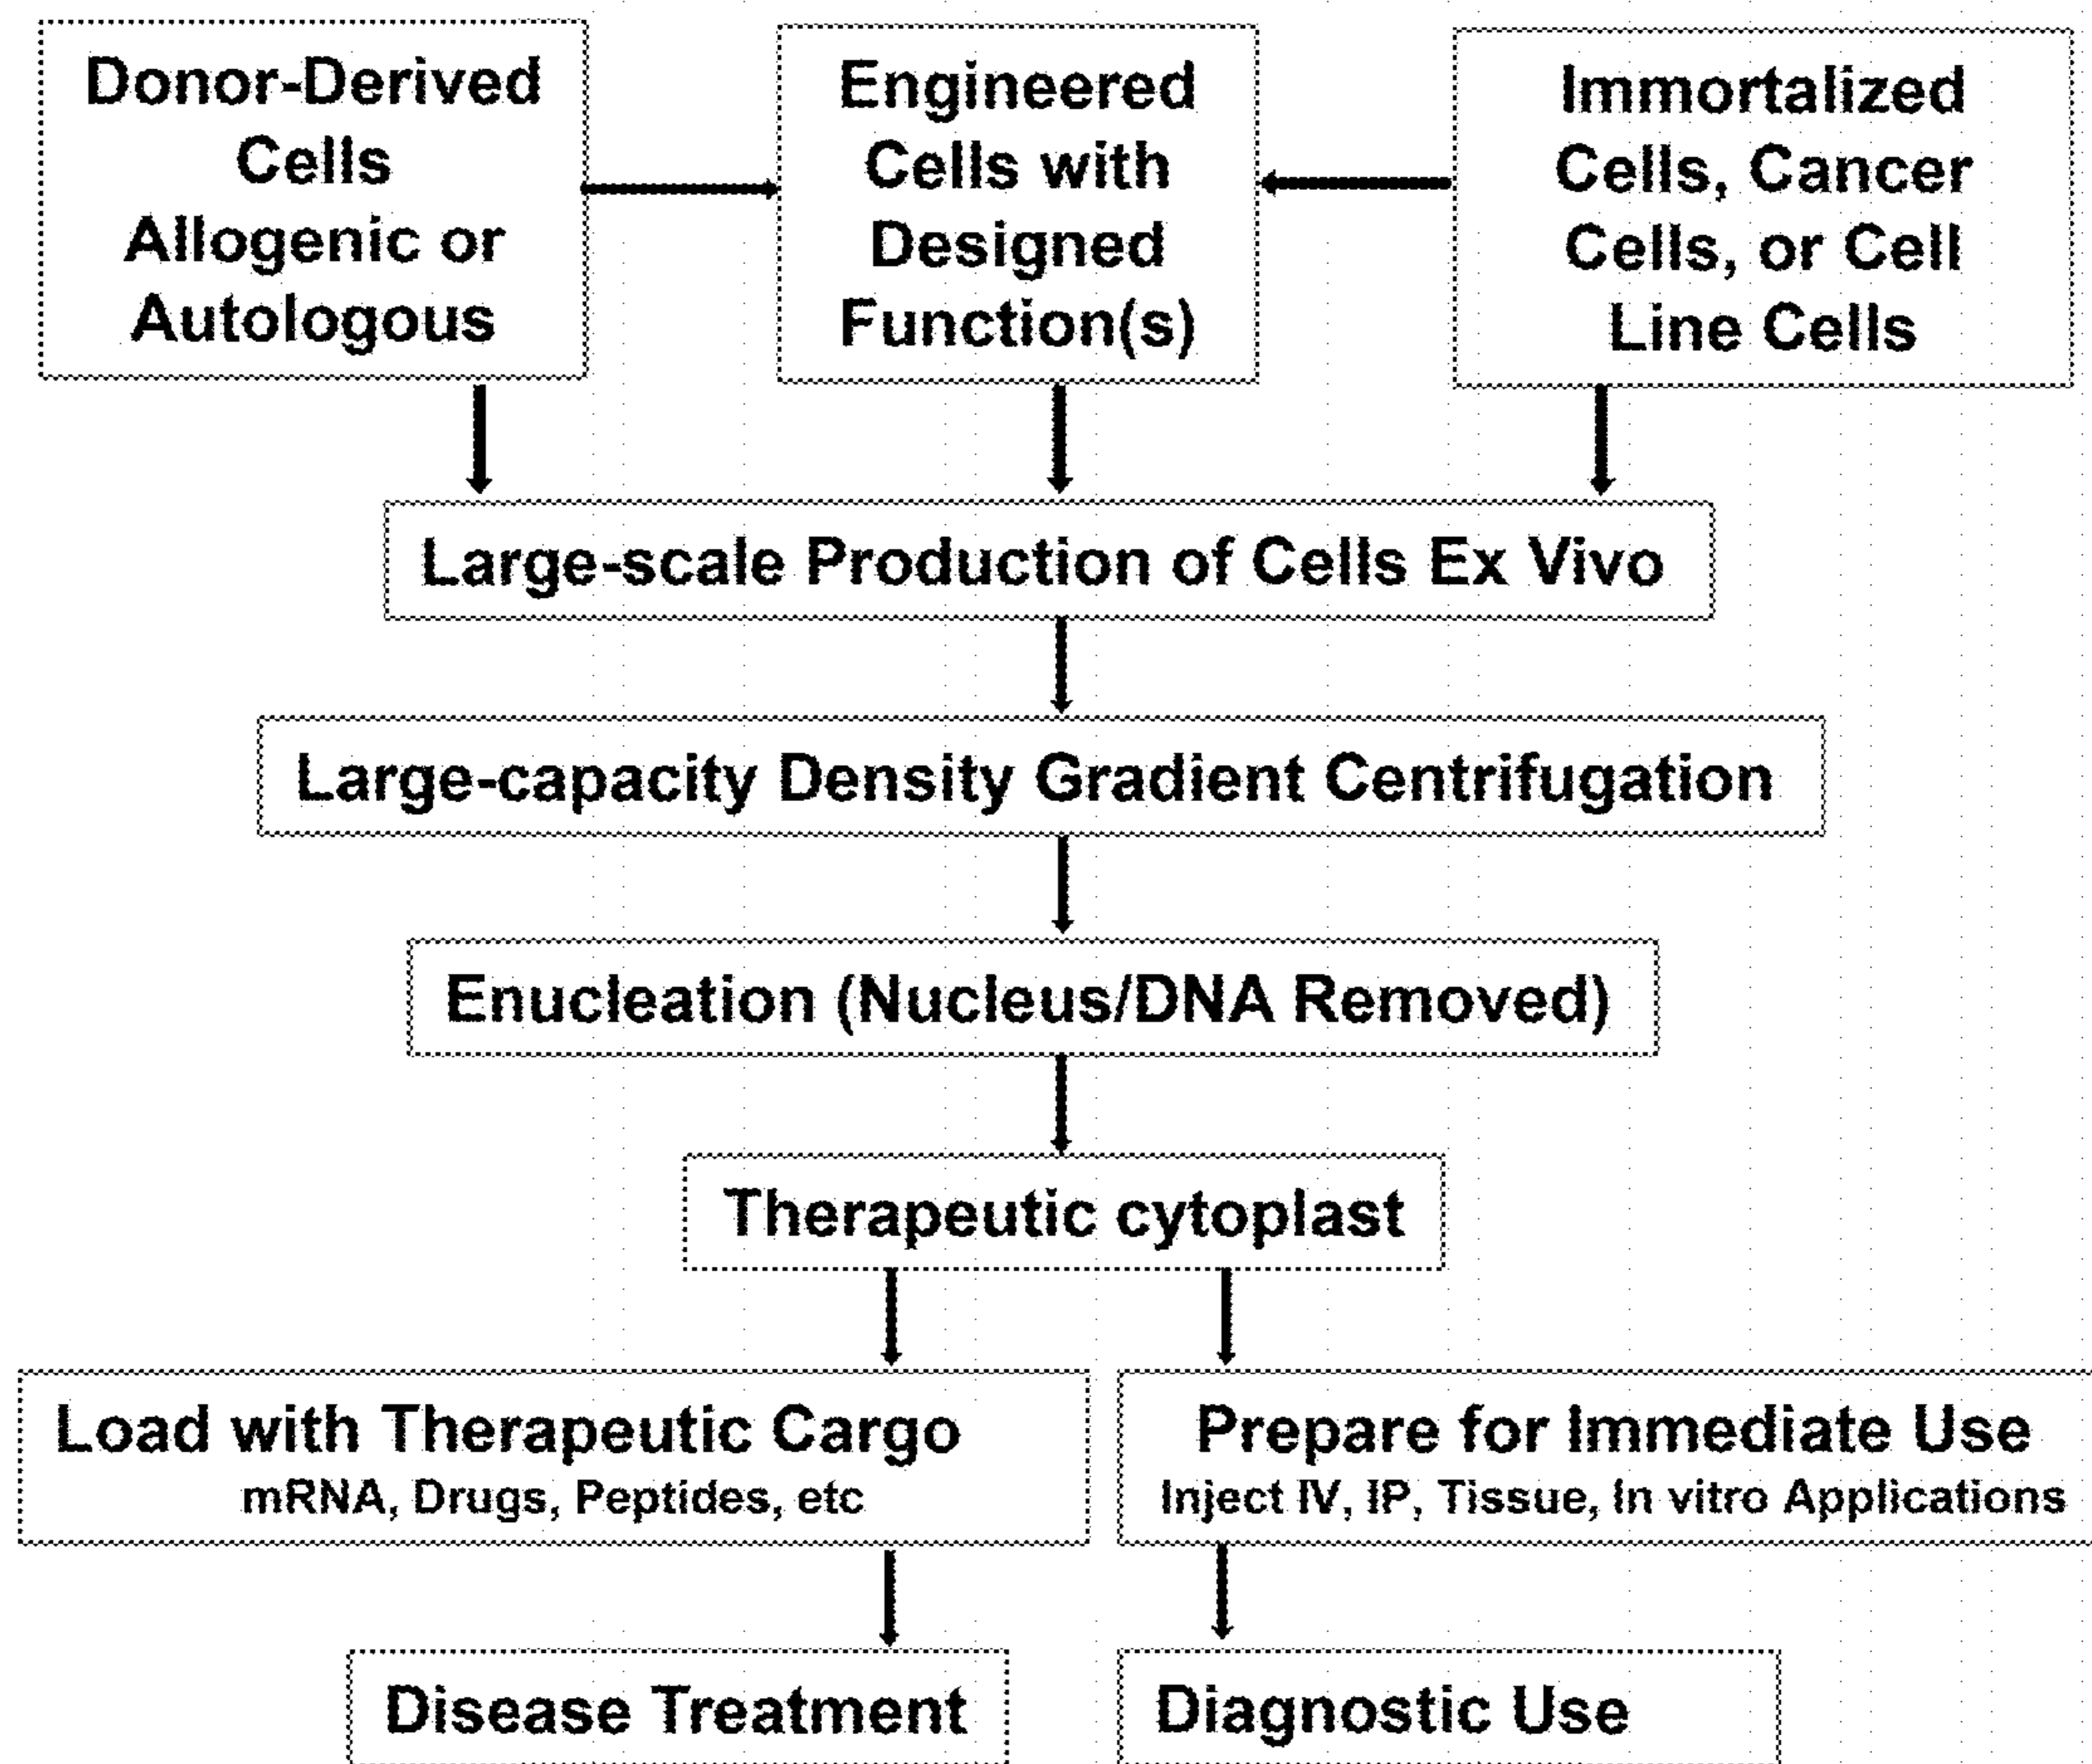 Donor-Derived
Cells
Allogenic or
Autologous
Engineered
Cells with
Designed
Function(s)
Immortalized
Cells, Cancer
Cells, or Cell
Line Cells
Large-scale Production of Cells Ex Vivo
Large-capacity Density Gradient Centrifugation
Enucleation (Nucleus/DNA Removed)
Therapeutic cytoplast
Load with Therapeutic Cargo
mRNA, Drugs, Peptides, etc
Prepare for Immediate Use
Inject IV, IP, Tissue, In vitro Applications
Disease Treatment
Diagnostic Use